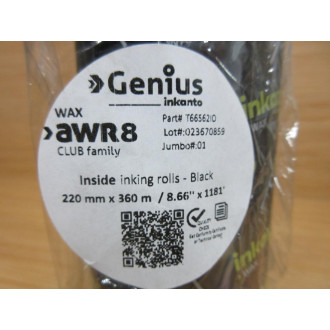 Genius
inkanto
WAX
AWR8
CLUB family
Part# T66562IO
Lot#:023670859
Jumbo#:01
Inside inking rolls - Black
220 mm x 360 m / 8.66" x 1181'
inkanto